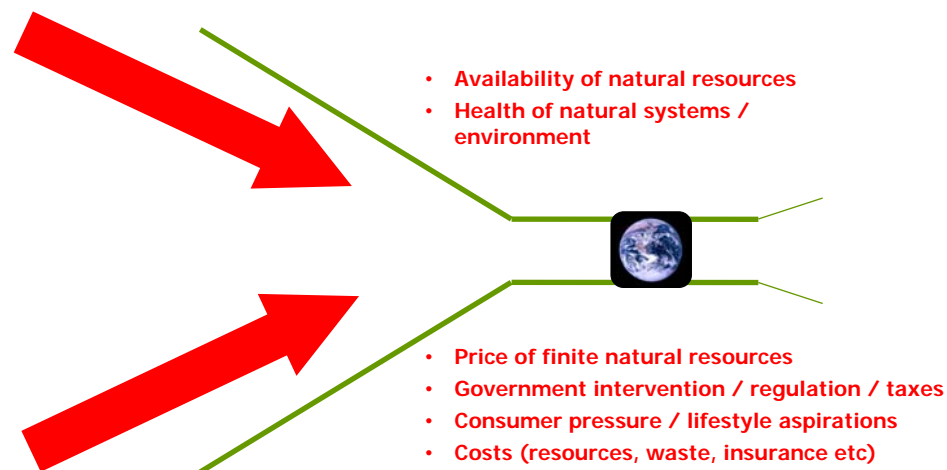 • Availability of natural resources
• Health of natural systems /
environment
• Price of finite natural resources
• Government intervention / regulation / taxes
• Consumer pressure / lifestyle aspirations
• Costs (resources, waste, insurance etc)